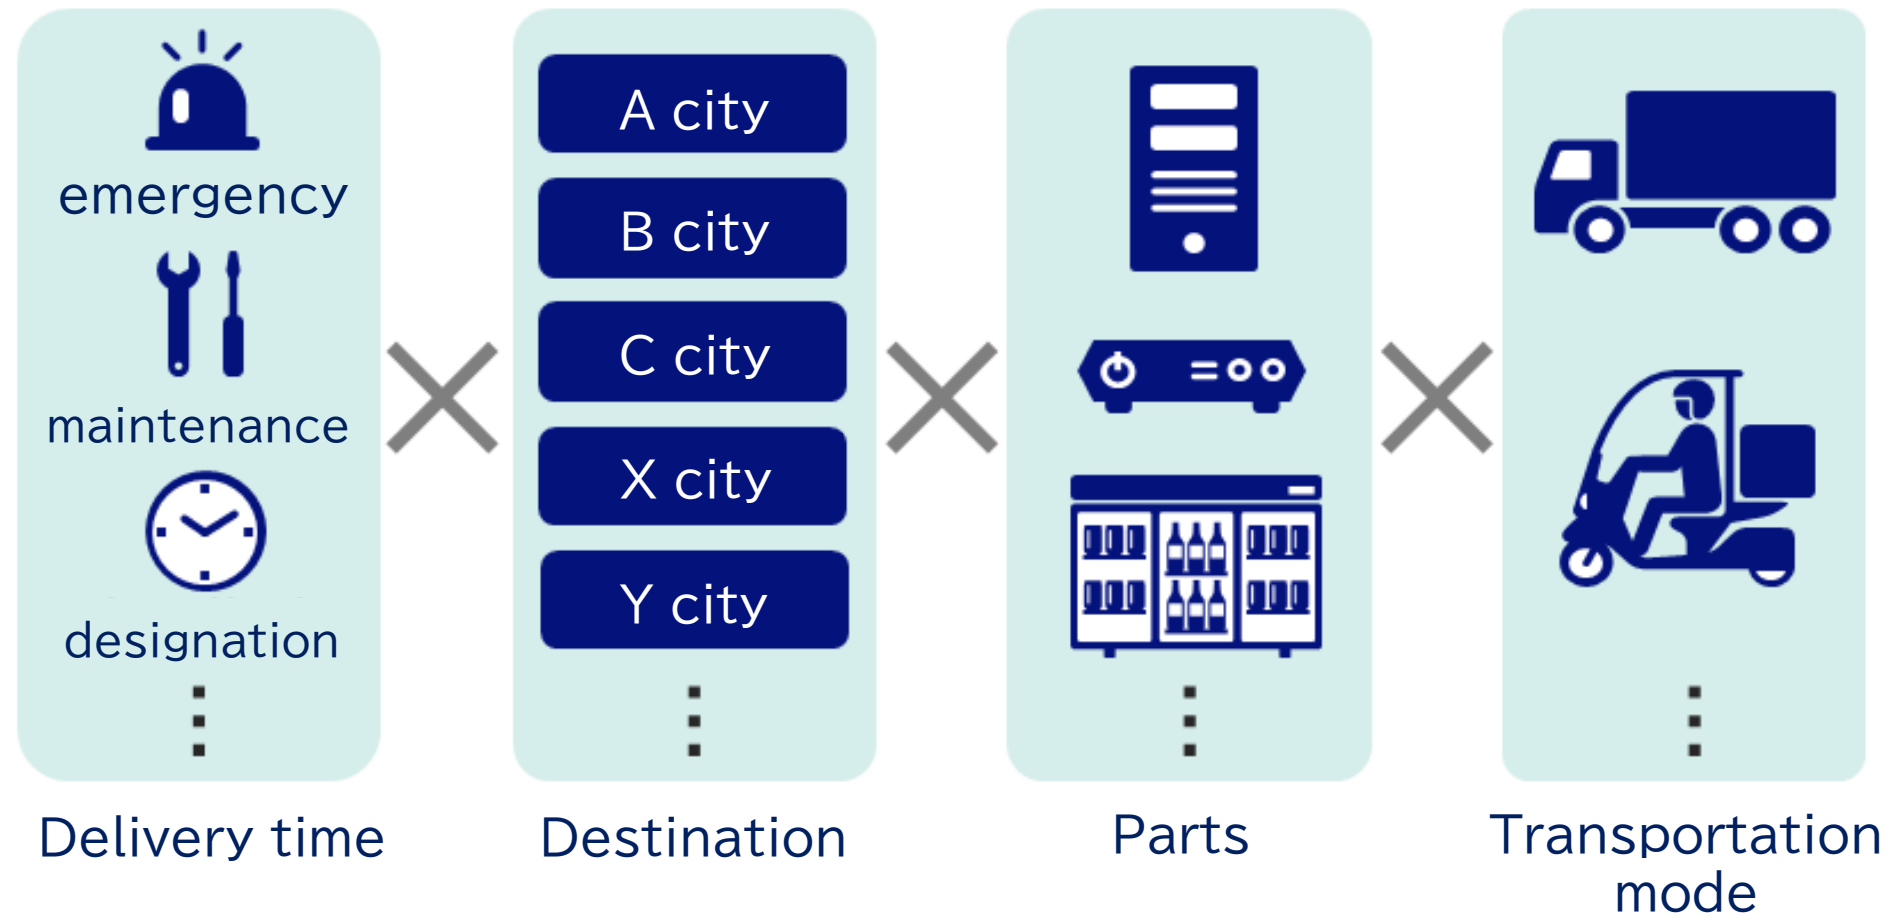 emergency
maintenance
designation
Delivery time
A city
B city
C city
X city
Y city
Destination
Parts
Transportation
mode